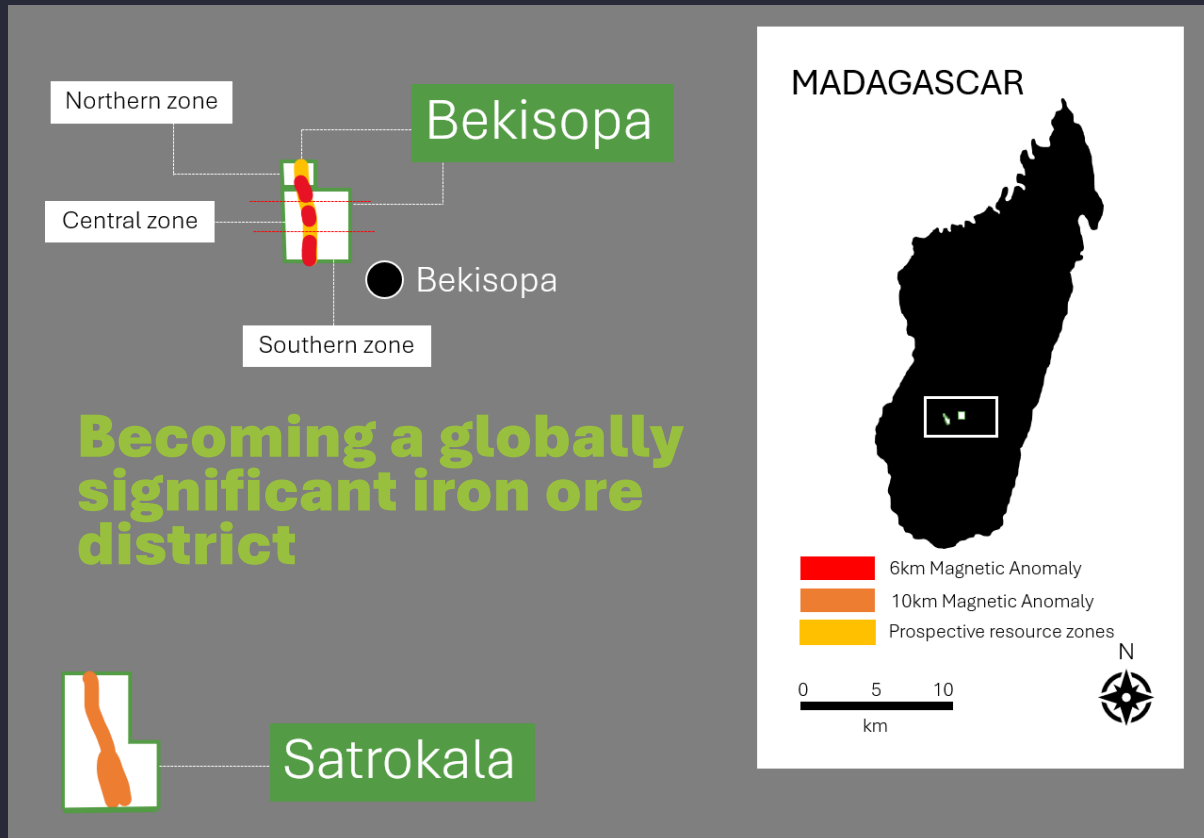 Northern zone
Bekisopa
Central zone
Bekisopa
Southern zone
Becoming a globally
significant iron ore
district
Satrokala
MADAGASCAR
6km Magnetic Anomaly
10km Magnetic Anomaly
Prospective resource zones
N
0 5 10
km